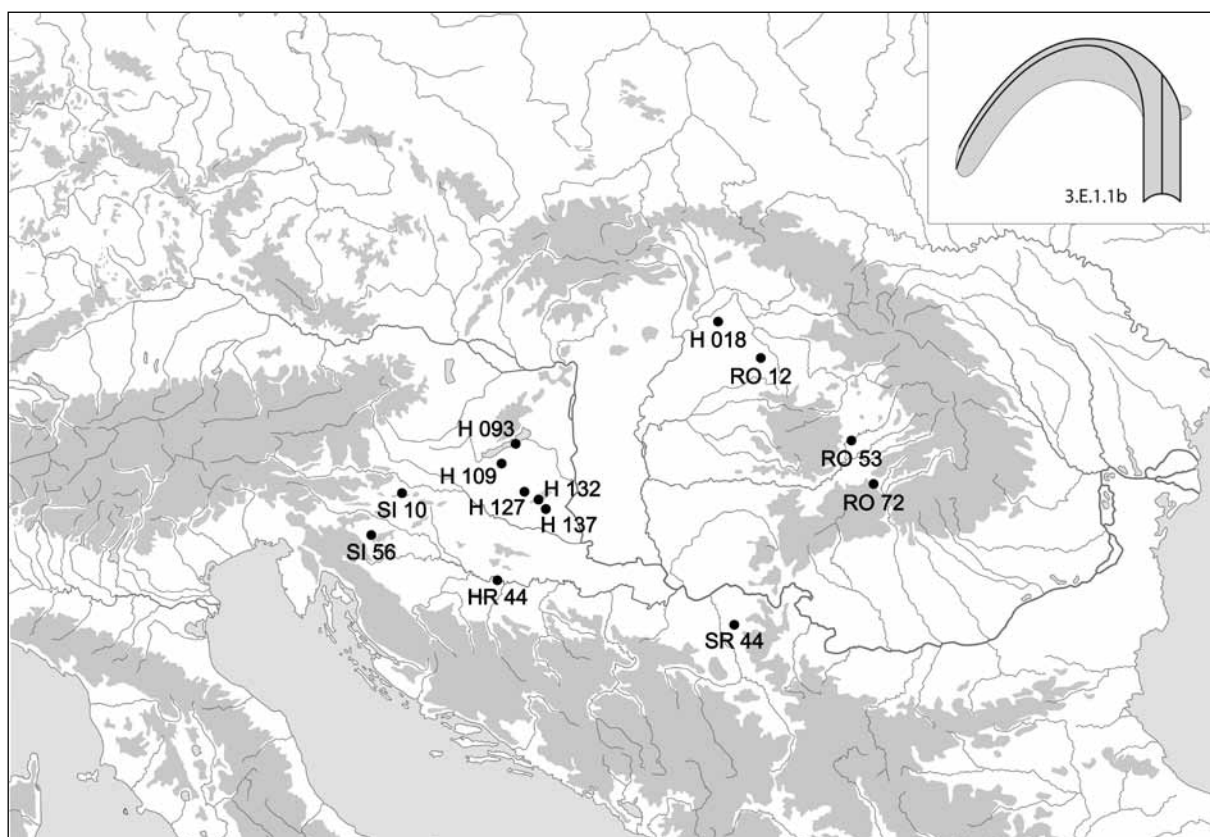 3.E.1.1b
H 018
RO 12
H 093
RO 53
H 109
H 132
RO 72
SI 10
H 127
H 137
SI 56
HR 44
SR 44